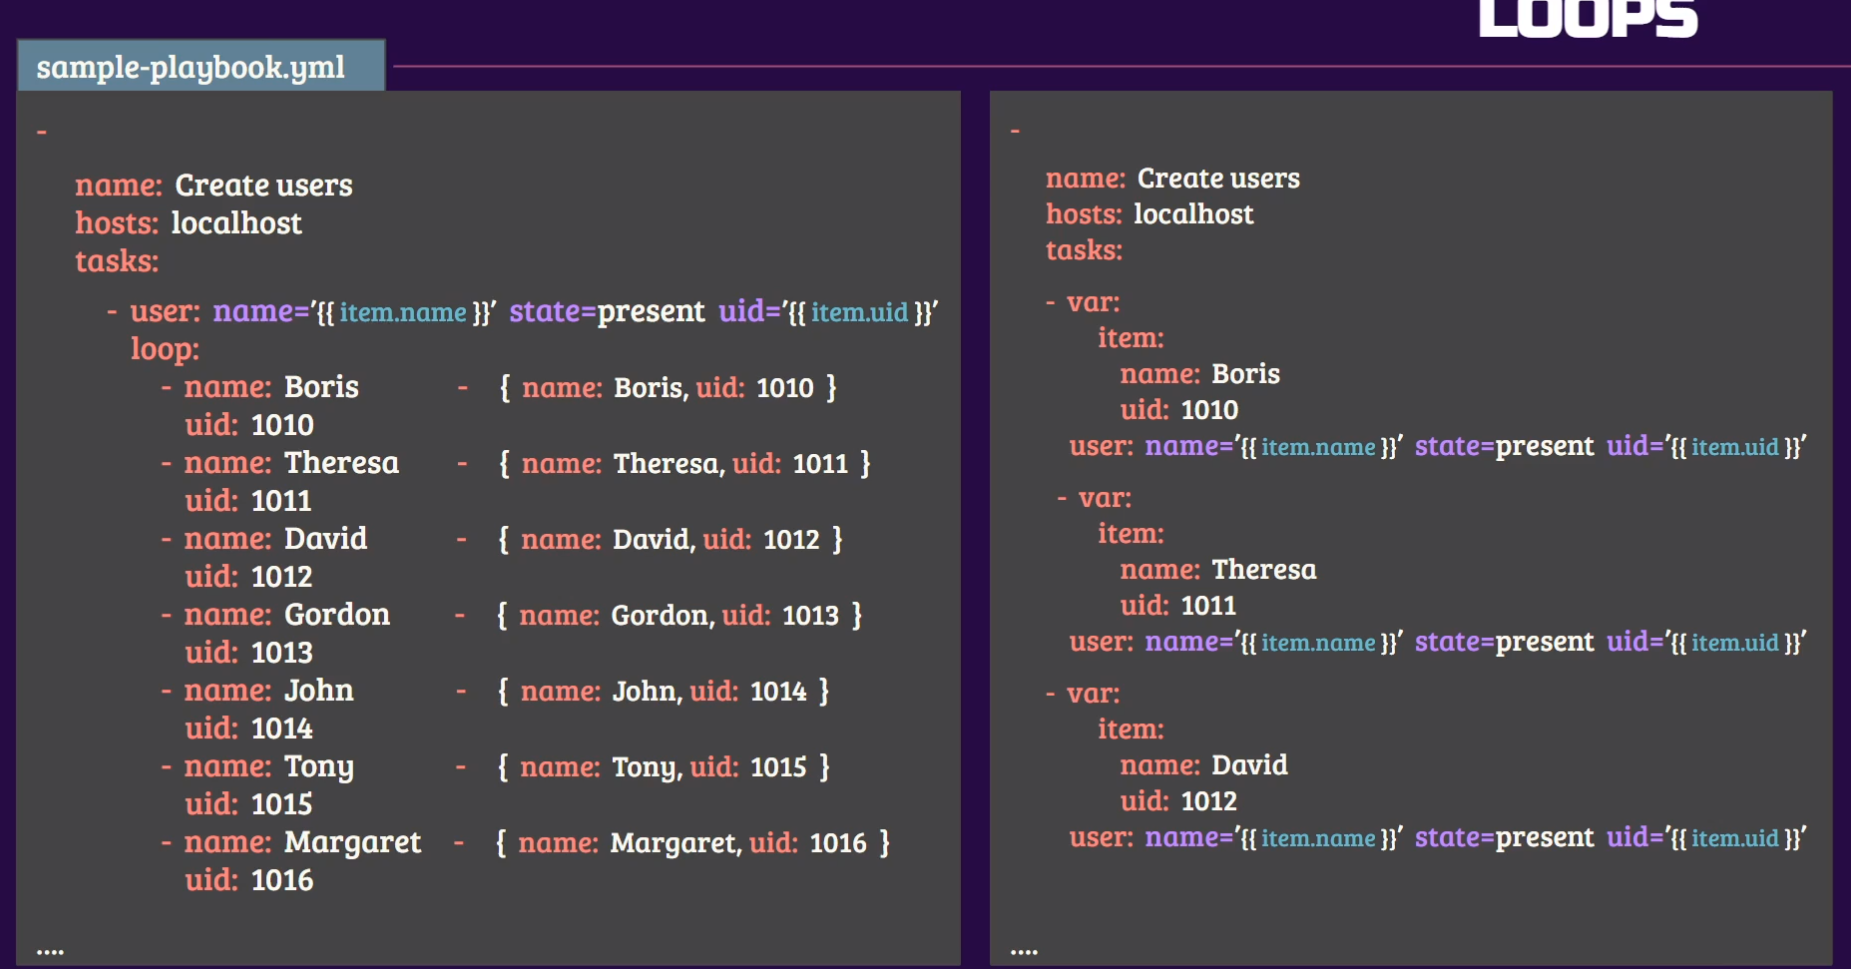 LOOPS
sample-playbook.yml
-
name: Create users
hosts: localhost
tasks:
- user: name='{{ item.name }}' state=present uid='{{ item.uid }}'
loop:
- name: Boris - { name: Boris, uid: 1010 }
uid: 1010
- name: Theresa - { name: Theresa, uid: 1011 }
uid: 1011
- name: David - { name: David, uid: 1012 }
uid: 1012
- name: Gordon - { name: Gordon, uid: 1013 }
uid: 1013
- name: John - { name: John, uid: 1014 }
uid: 1014
- name: Tony - { name: Tony, uid: 1015 }
uid: 1015
- name: Margaret - { name: Margaret, uid: 1016 }
uid: 1016
....
-
name: Create users
hosts: localhost
tasks:
- var:
item:
name: Boris
uid: 1010
user: name='{{ item.name }}' state=present uid='{{ item.uid }}'
- var:
item:
name: Theresa
uid: 1011
user: name='{{ item.name }}' state=present uid='{{ item.uid }}'
- var:
item:
name: David
uid: 1012
user: name='{{ item.name }}' state=present uid='{{ item.uid }}'
....